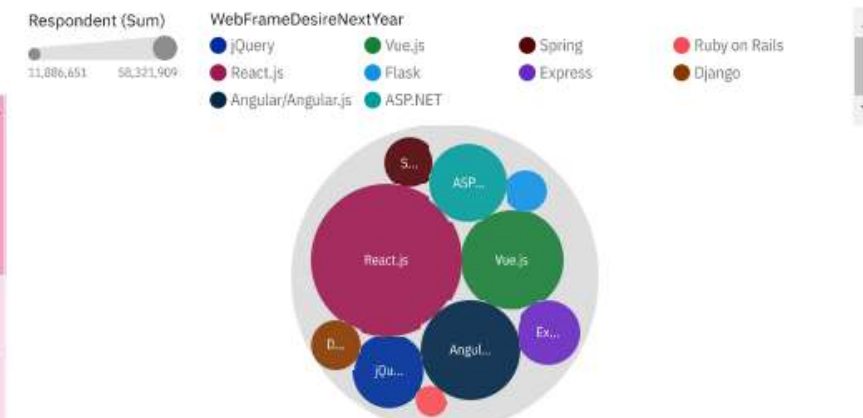 Respondent (Sum)
11,886,651 58,321,909
WebFrameDesireNextYear
jQuery Vue.js Spring Ruby on Rails
React.js Flask Express Django
Angular/Angular.js ASP.NET
S...
ASP...
React.js
Vue.js
Ex...
D...
Angul...
jQu...